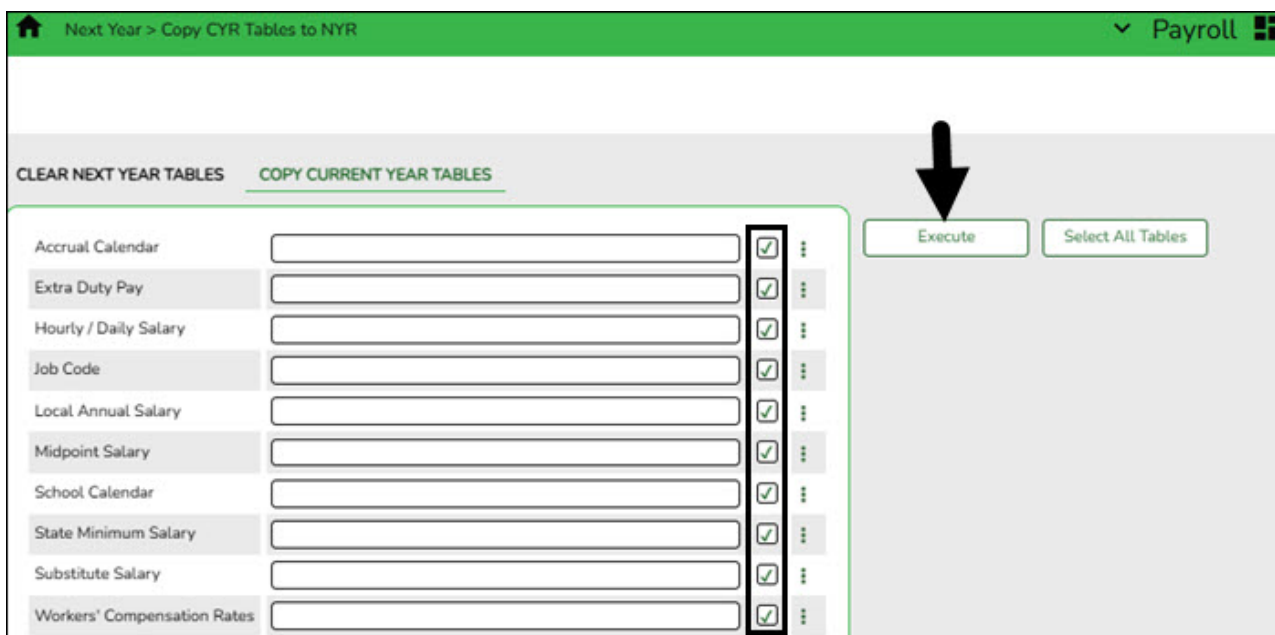 Next Year > Copy CYR Tables to NYR
Payroll
CLEAR NEXT YEAR TABLES
COPY CURRENT YEAR TABLES
Execute
Select All Tables
Accrual Calendar
Extra Duty Pay
Hourly / Daily Salary
Job Code
Local Annual Salary
Midpoint Salary
School Calendar
State Minimum Salary
Substitute Salary
Workers' Compensation Rates